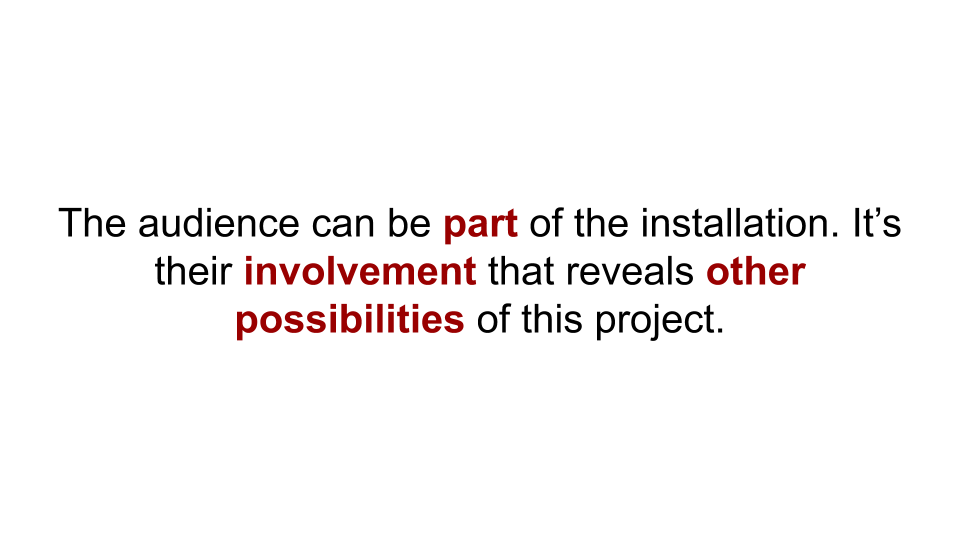 The audience can be part of the installation. It’s
their involvement that reveals other
possibilities of this project.